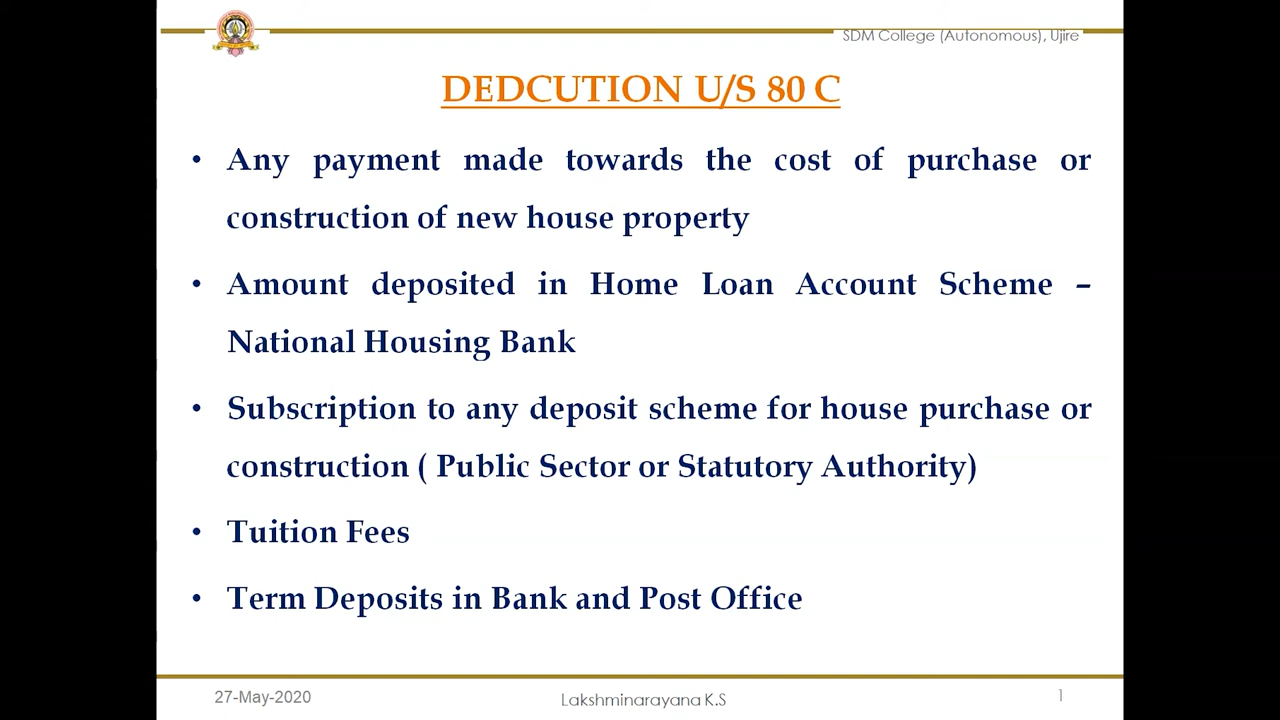 SDM College (Autonomous), Ujire
DEDCUTION U/S 80 C
• Any payment made towards the cost of purchase or
construction of new house property
• Amount deposited in Home Loan Account Scheme –
National Housing Bank
• Subscription to any deposit scheme for house purchase or
construction ( Public Sector or Statutory Authority)
• Tuition Fees
• Term Deposits in Bank and Post Office
27-May-2020
Lakshminarayana K.S
1